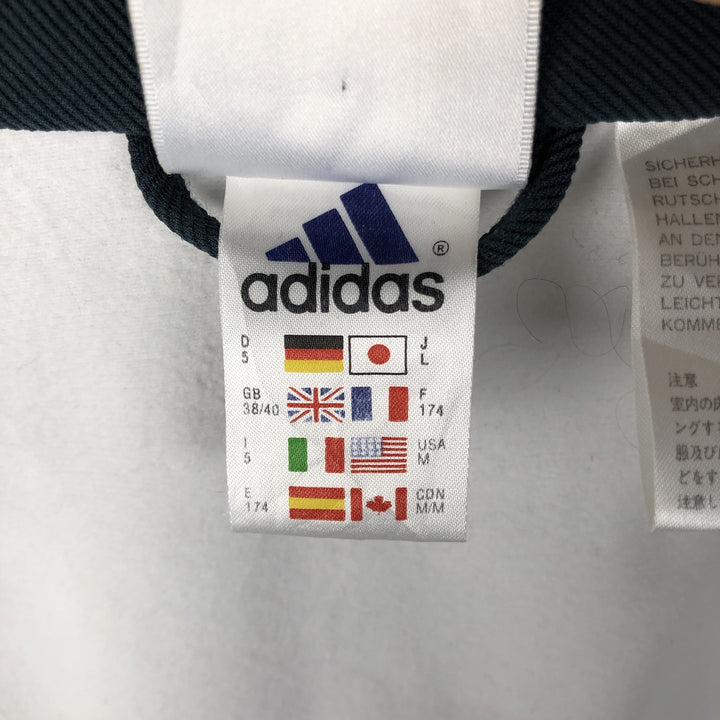 adidas ®
D
5
J
L
GB
38/40
F
174
I
5
USA
M
E
174
CDN
M/M
SICHERH
BEI SCH
RUTSCH
HALLEN
AN DEN
BERÜH
ZU VE
LEICHT
KOMME
注意
室内の
ングす
服及び
どをす
注意し